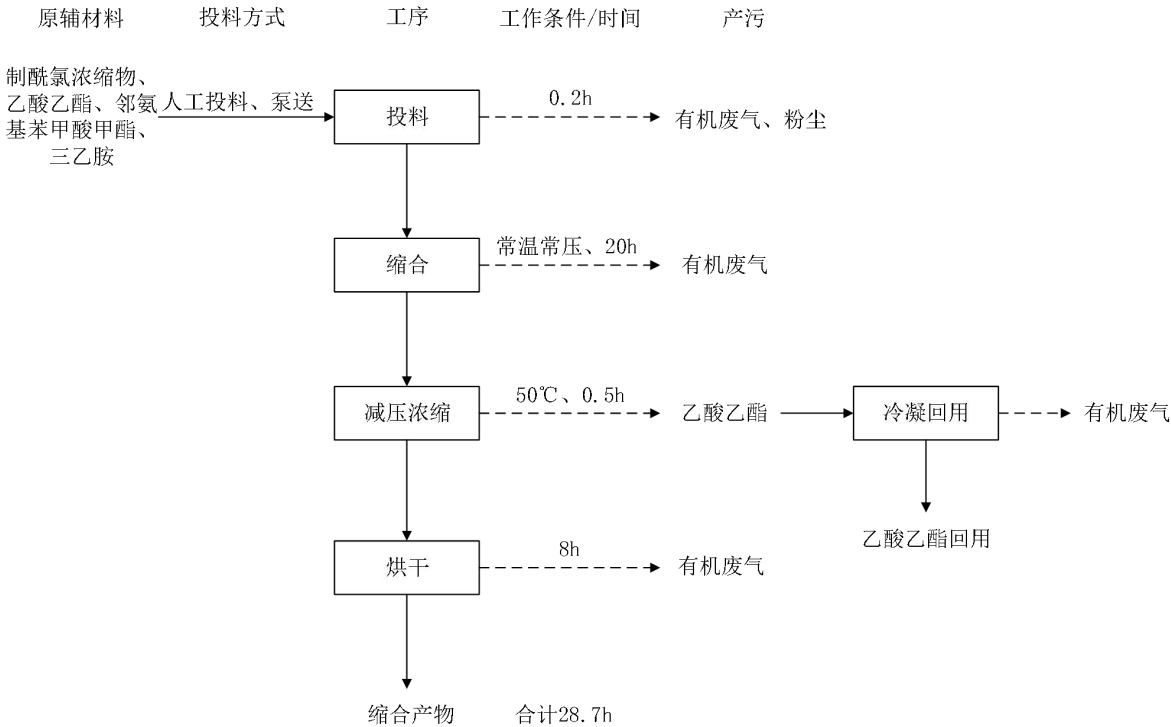 原辅材料
投料方式
工序
工作条件/时间
产污
制酰氯浓缩物、
乙酸乙酯、邻氨
基苯甲酸甲酯、
三乙胺
人工投料、泵送
投料
0.2h
有机废气、粉尘
缩合
常温常压、20h
有机废气
减压浓缩
50℃、0.5h
乙酸乙酯
冷凝回用
有机废气
乙酸乙酯回用
烘干
8h
有机废气
缩合产物
合计28.7h